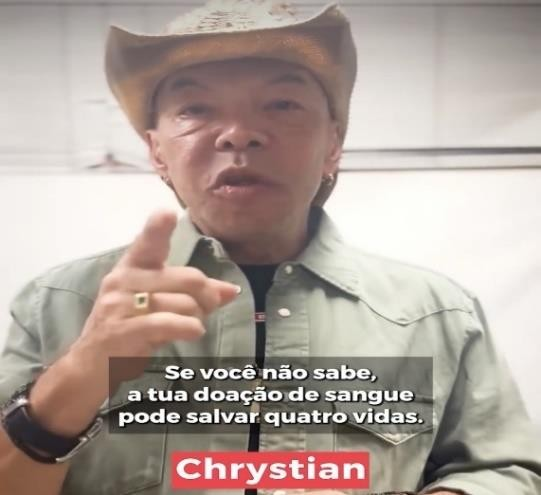 Se você não sabe,
a tua doação de sangue
pode salvar quatro vidas.
Chrystian